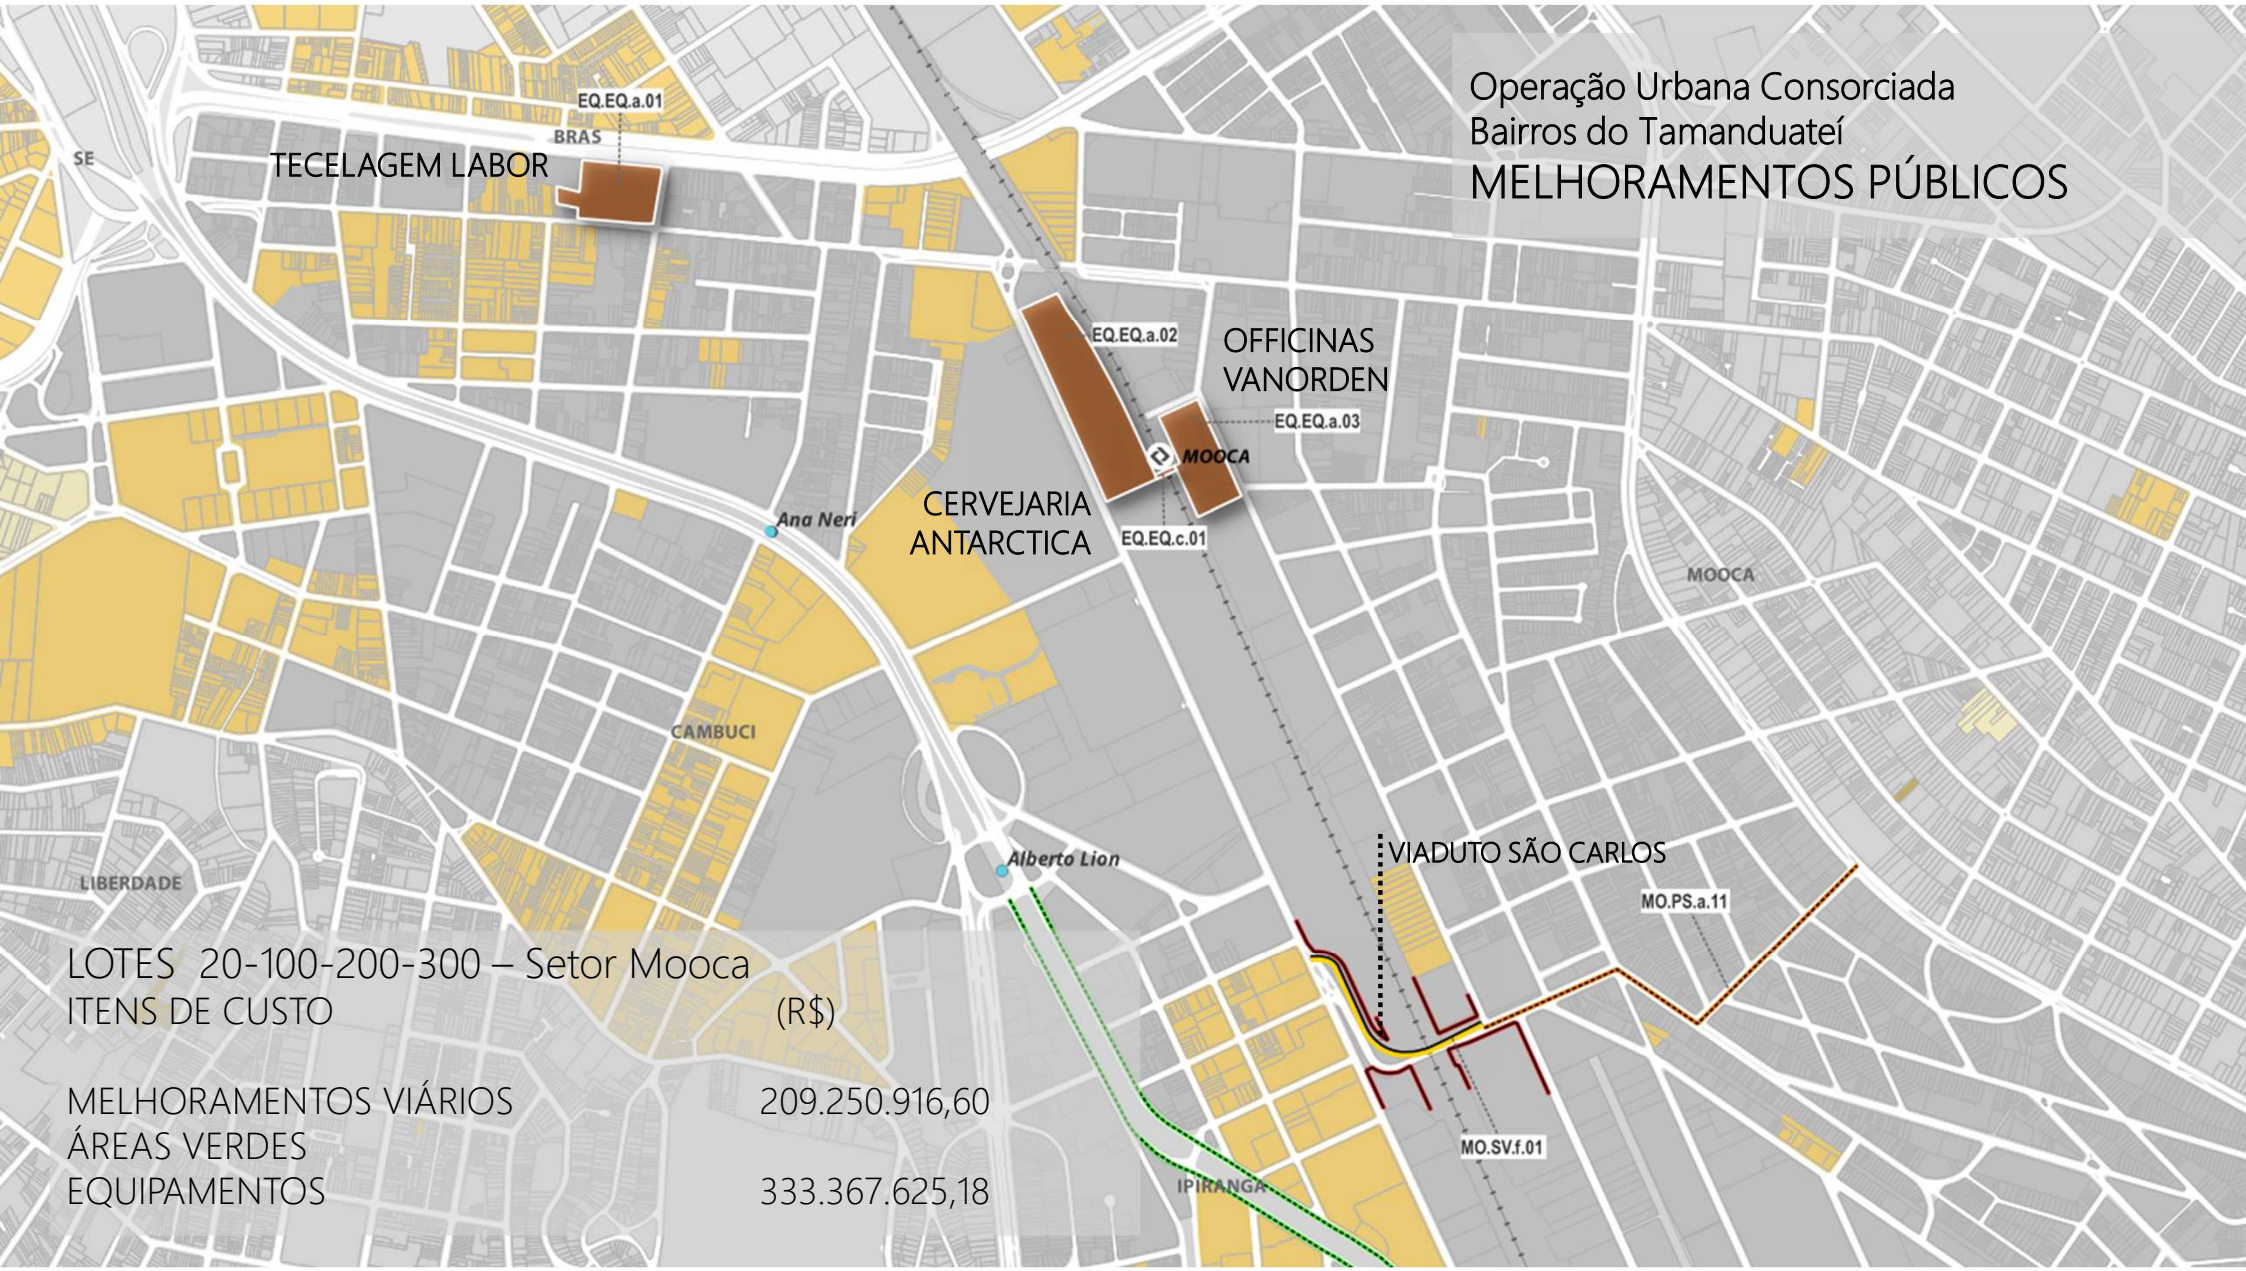 Operação Urbana Consorciada
Bairros do Tamanduateí
MELHORAMENTOS PÚBLICOS
EQ.EQ.a.01
BRAS
SE
TECELAGEM LABOR
EQ.EQ.a.02
OFFICINAS
VANORDEN
EQ.EQ.a.03
MOOCA
CERVEJARIA
ANTARCTICA
EQ.EQ.c.01
Ana Neri
MOOCA
CAMBUCI
VIADUTO SÃO CARLOS
Alberto Lion
LIBERDADE
MO.PS.a.11
MO.SV.f.01
IPIRANGA
LOTES 20-100-200-300 – Setor Mooca
ITENS DE CUSTO (R$)
MELHORAMENTOS VIÁRIOS 209.250.916,60
ÁREAS VERDES
EQUIPAMENTOS 333.367.625,18